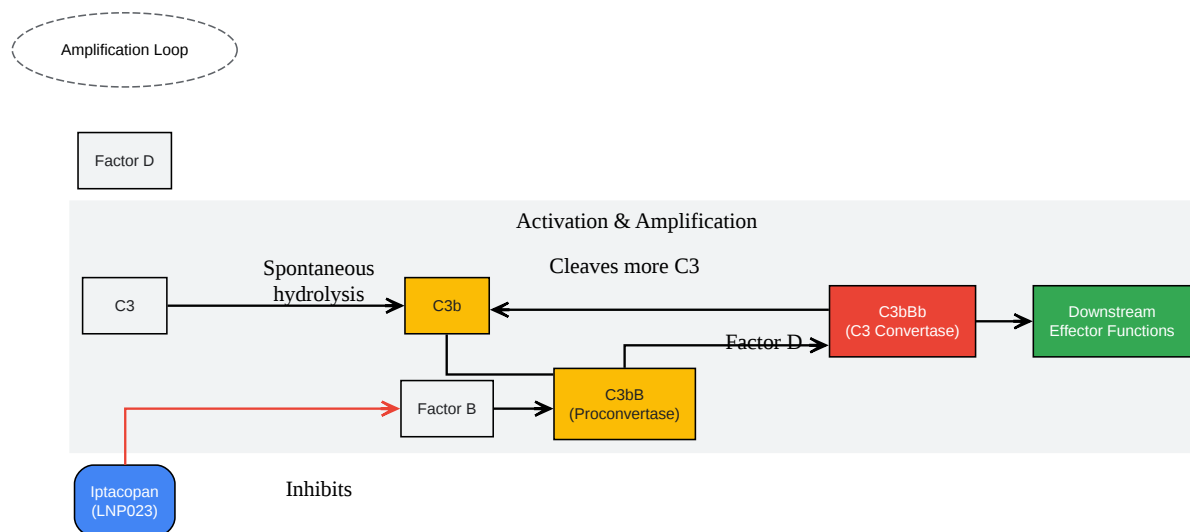 Amplification Loop
Factor D
Activation & Amplification
Spontaneous
hydrolysis
Cleaves more C3
C3
C3b
C3bBb
(C3 Convertase)
Downstream
Effector Functions
Factor D
Factor B
C3bB
(Proconvertase)
Iptacopan
(LNP023)
Inhibits